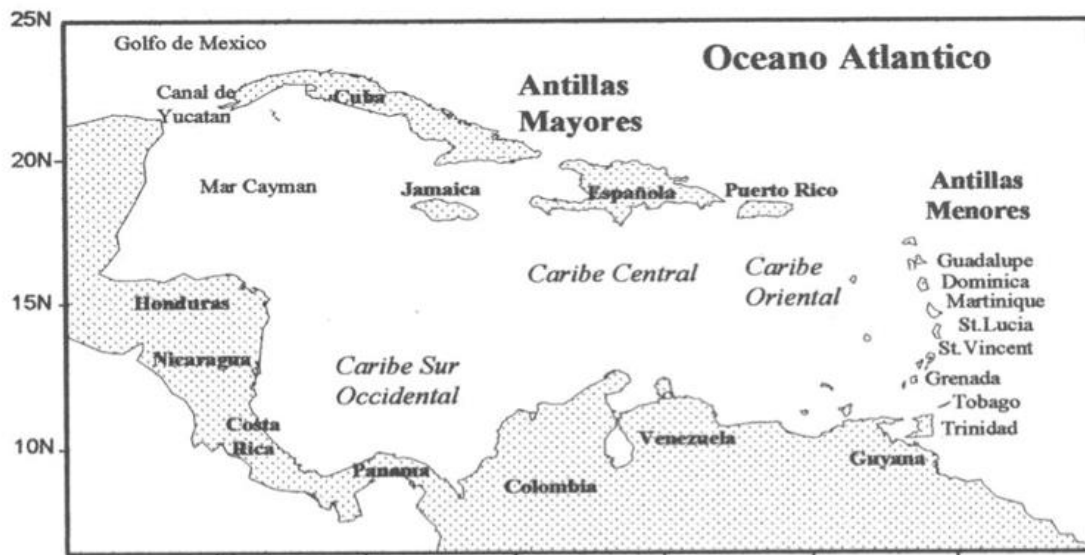 25N
Golfo de Mexico
Oceano Atlantico
Canal de
Yucatan
Cuba
Antillas
Mayores
20N
Mar Cayman
Jamaica
Española
Puerto Rico
Antillas
Menores
Guadalupe
Caribe Central
Caribe
Oriental
Dominica
Martinique
15N
Honduras
St.Lucia
St.Vincent
Nicaragua
Caribe Sur
Occidental
Grenada
Tobago
Trinidad
Costa
Rica
10N
Panama
Colombia
Venezuela
Guyana